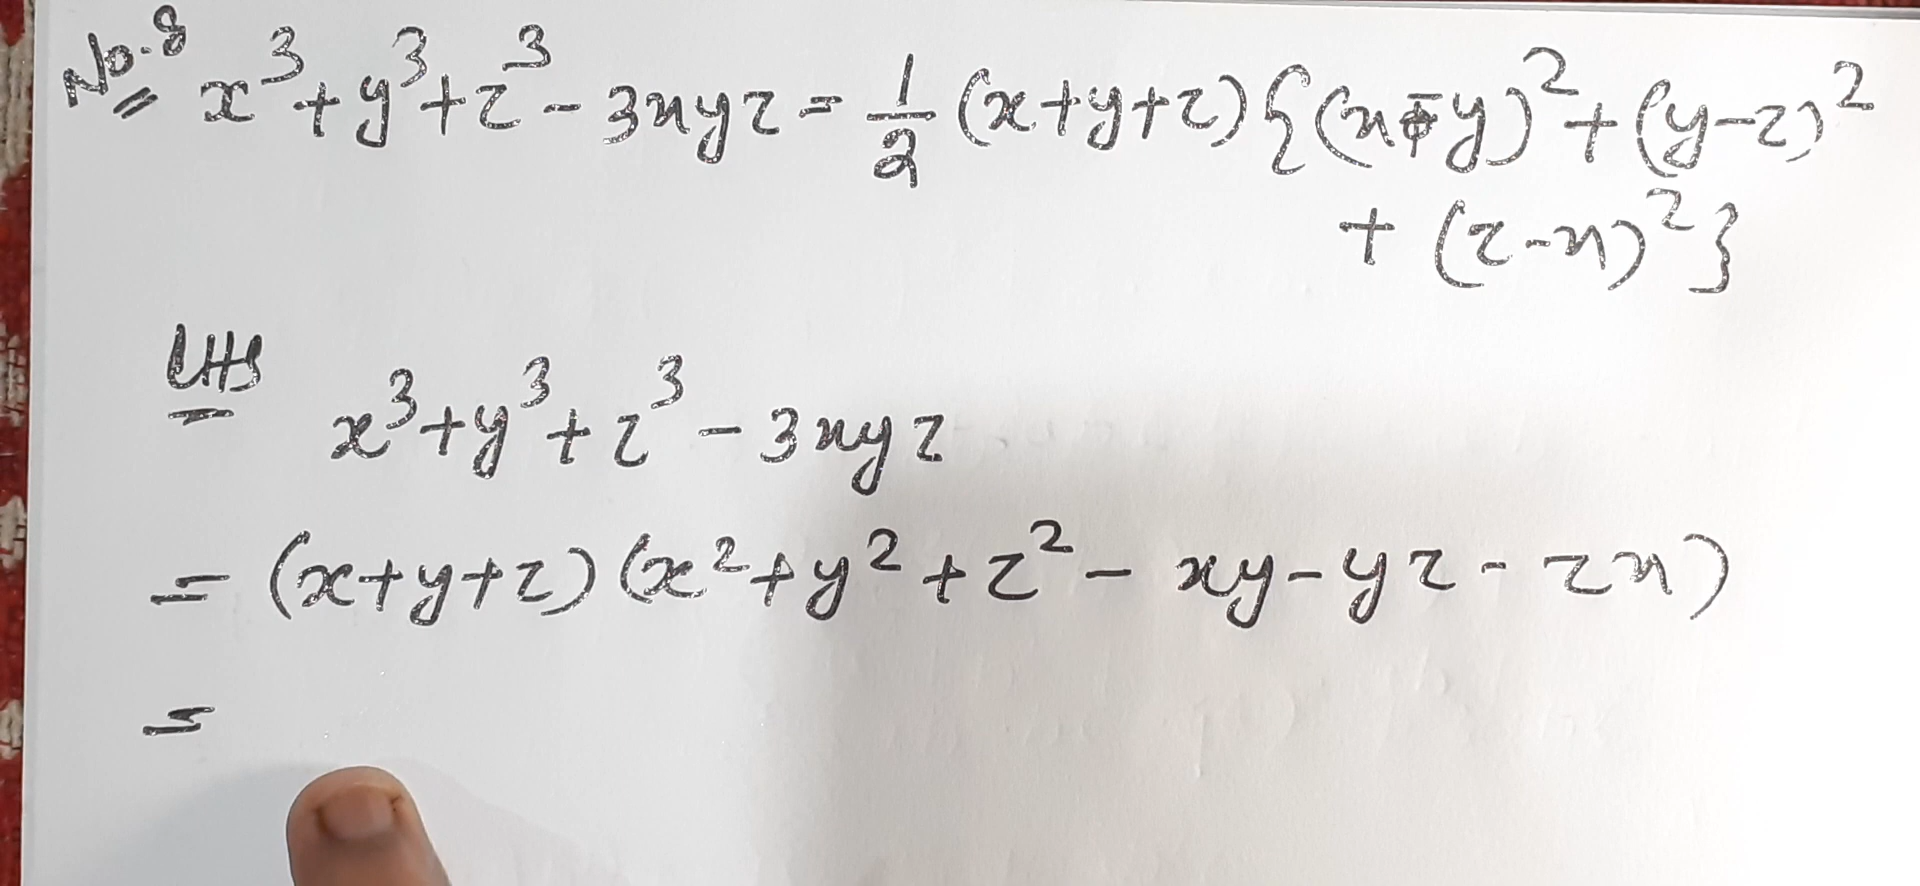 No. 8 x³+y³+z³-3xyz = 1/2 (x+y+z){(x-y)²+(y-z)²
+ (z-x)²}
LHS
x³+y³+z³-3xyz
= (x+y+z)(x²+y²+z²-xy-yz-zx)
=